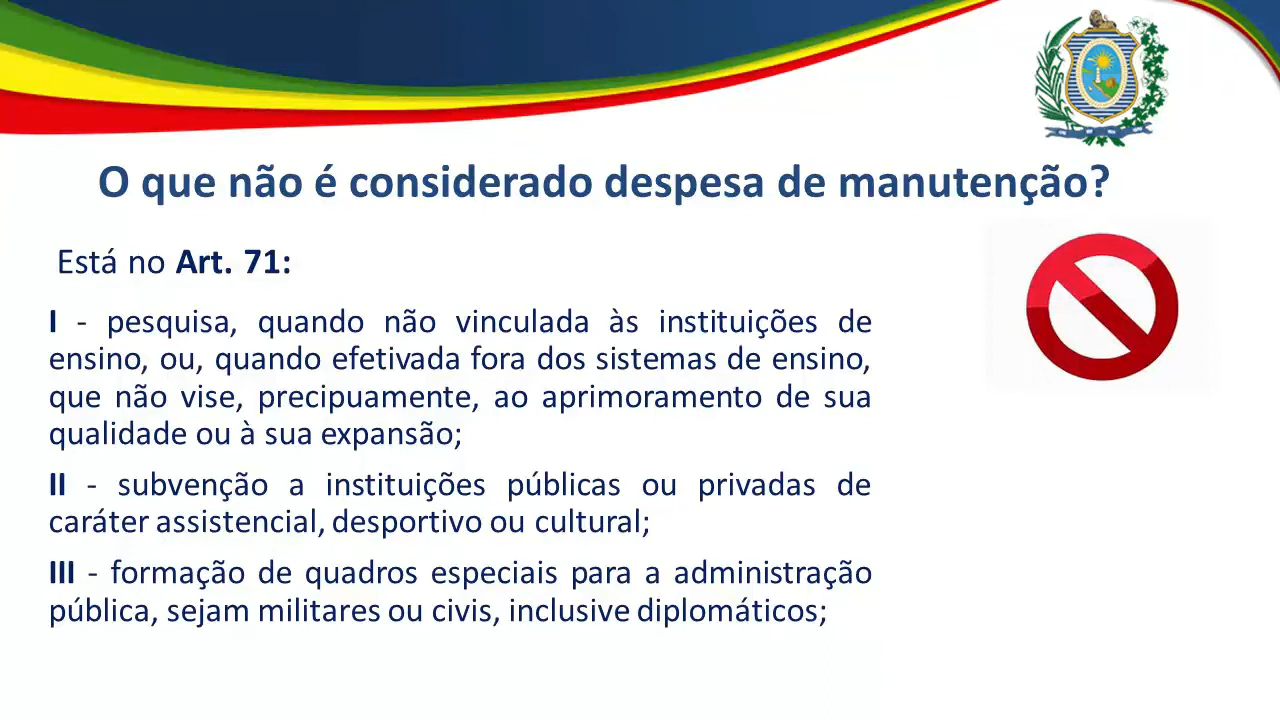 O que não é considerado despesa de manutenção?
Está no Art. 71:
I - pesquisa, quando não vinculada às instituições de
ensino, ou, quando efetivada fora dos sistemas de ensino,
que não vise, precipuamente, ao aprimoramento de sua
qualidade ou à sua expansão;
II - subvenção a instituições públicas ou privadas de
caráter assistencial, desportivo ou cultural;
III - formação de quadros especiais para a administração
pública, sejam militares ou civis, inclusive diplomáticos;